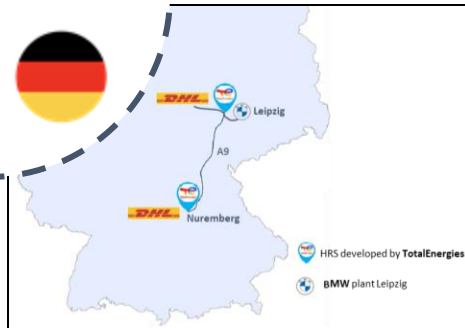 DHL
Leipzig
A9
DHL
Nuremberg
HRS developed by TotalEnergies
BMW plant Leipzig